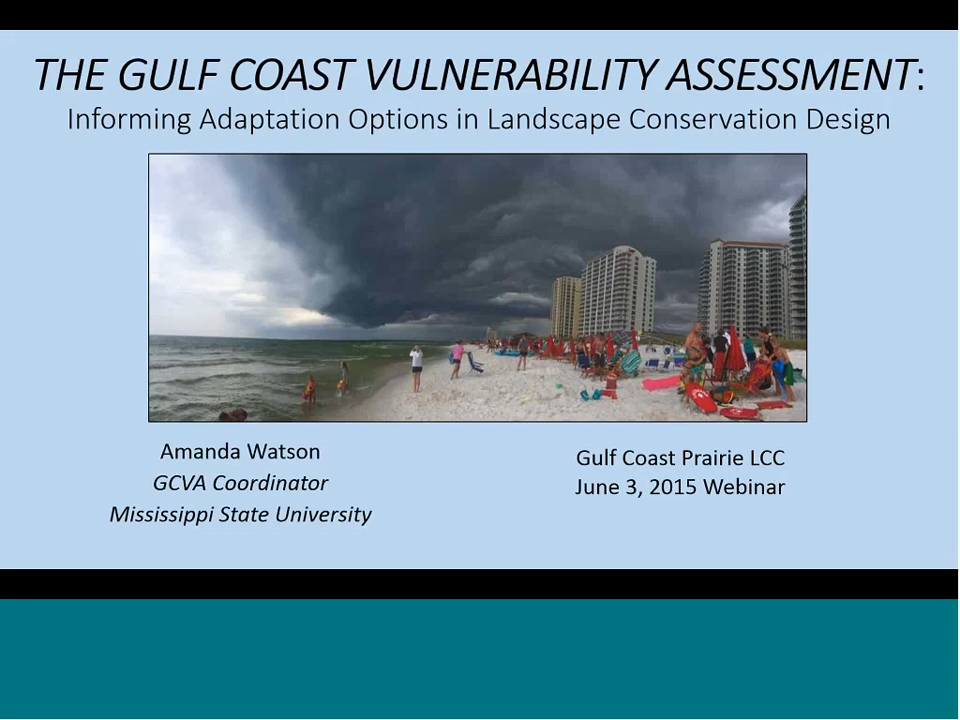 THE GULF COAST VULNERABILITY ASSESSMENT:
Informing Adaptation Options in Landscape Conservation Design
Amanda Watson
GCVA Coordinator
Mississippi State University
Gulf Coast Prairie LCC
June 3, 2015 Webinar